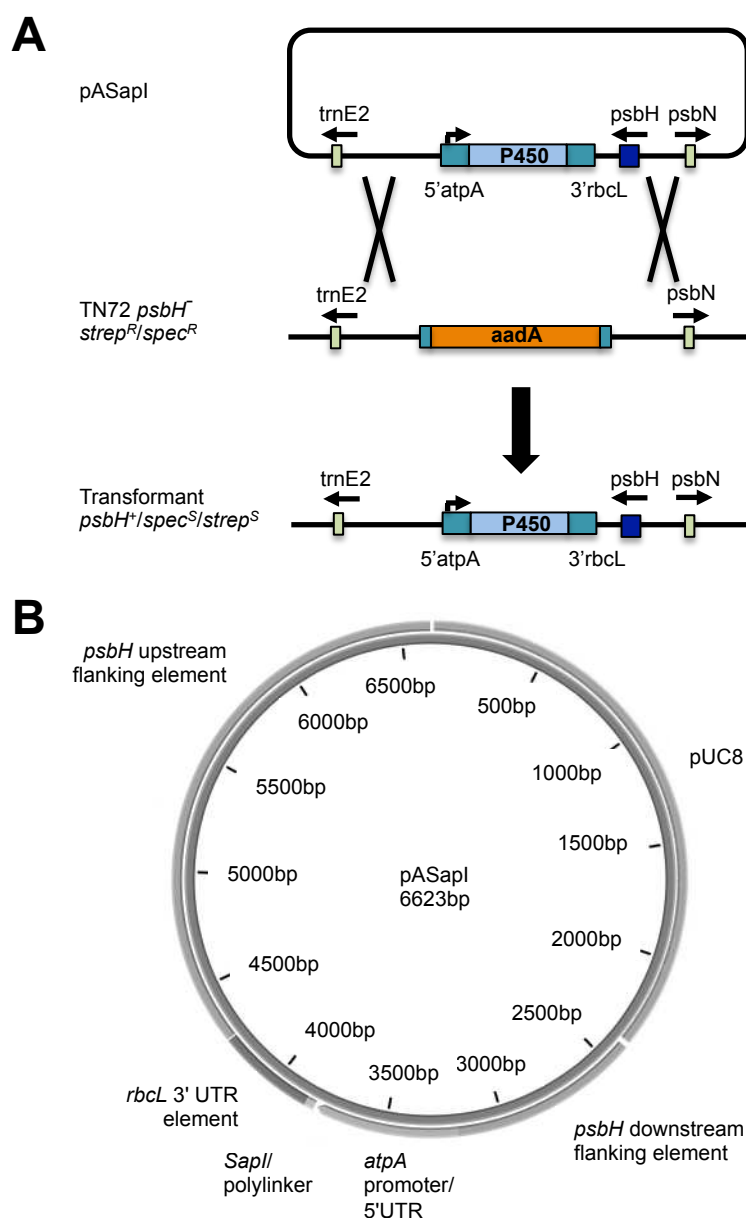 A
pASapI
trnE2
psbH
psbN
P450
5'atpA
3'rbcL
TN72 psbH⁻
strepᴿ/specᴿ
trnE2
psbN
aadA
Transformant
psbH⁺/specˢ/strepˢ
trnE2
psbH
psbN
P450
5'atpA
3'rbcL
B
psbH upstream
flanking element
6500bp
500bp
6000bp
1000bp
pUC8
5500bp
1500bp
5000bp
pASapI
6623bp
2000bp
4500bp
2500bp
4000bp
3000bp
3500bp
rbcL 3' UTR
element
psbH downstream
flanking element
SapI/
polylinker
atpA
promoter/
5'UTR